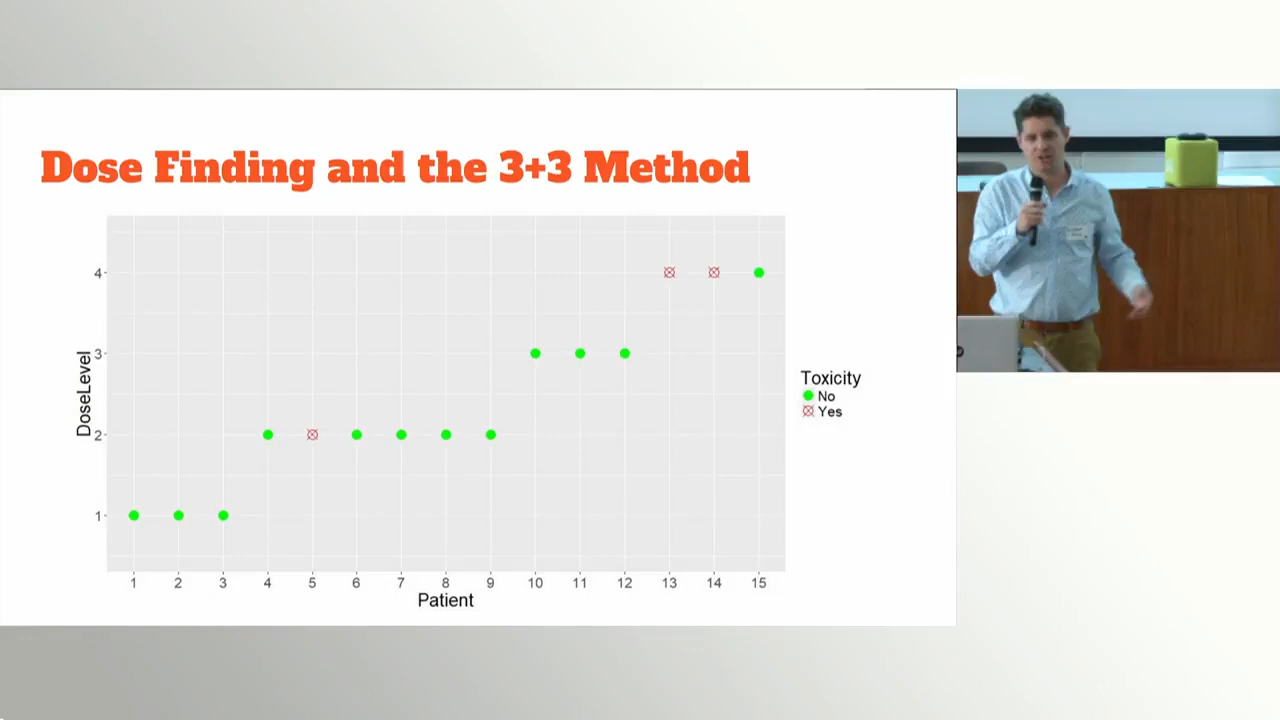 Dose Finding and the 3+3 Method
4
3
2
1
DoseLevel
1 2 3 4 5 6 7 8 9 10 11 12 13 14 15
Patient
Toxicity
No
Yes